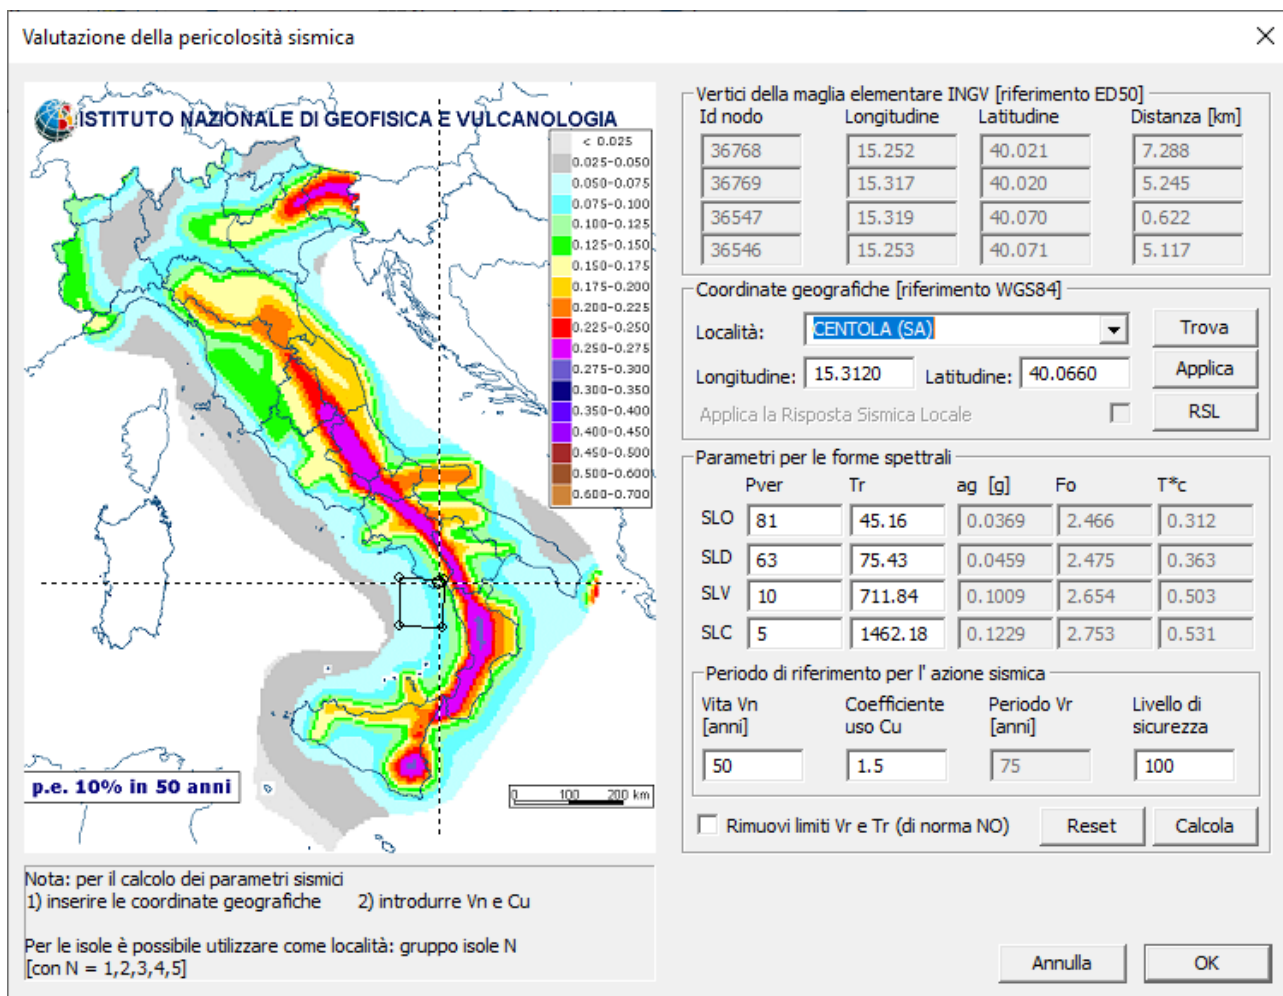 Valutazione della pericolosità sismica
ISTITUTO NAZIONALE DI GEOFISICA E VULCANOLOGIA
< 0.025
0.025-0.050
0.050-0.075
0.075-0.100
0.100-0.125
0.125-0.150
0.150-0.175
0.175-0.200
0.200-0.225
0.225-0.250
0.250-0.275
0.275-0.300
0.300-0.350
0.350-0.400
0.400-0.450
0.450-0.500
0.500-0.600
0.600-0.700
p.e. 10% in 50 anni
0 100 200 km
Nota: per il calcolo dei parametri sismici
1) inserire le coordinate geografiche 2) introdurre Vn e Cu
Per le isole è possibile utilizzare come località: gruppo isole N
[con N = 1,2,3,4,5]
Vertici della maglia elementare INGV [riferimento ED50]
Id nodo Longitudine Latitudine Distanza [km]
36768 15.252 40.021 7.288
36769 15.317 40.020 5.245
36547 15.319 40.070 0.622
36546 15.253 40.071 5.117
Coordinate geografiche [riferimento WGS84]
Località: CENTOLA (SA) Trova
Longitudine: 15.3120 Latitudine: 40.0660 Applica
Applica la Risposta Sismica Locale RSL
Parametri per le forme spettrali
Pver Tr ag [g] Fo T*c
SLO 81 45.16 0.0369 2.466 0.312
SLD 63 75.43 0.0459 2.475 0.363
SLV 10 711.84 0.1009 2.654 0.503
SLC 5 1462.18 0.1229 2.753 0.531
Periodo di riferimento per l' azione sismica
Vita Vn Coefficiente Periodo Vr Livello di
[anni] uso Cu [anni] sicurezza
50 1.5 75 100
Rimuovi limiti Vr e Tr (di norma NO) Reset Calcola
Annulla OK